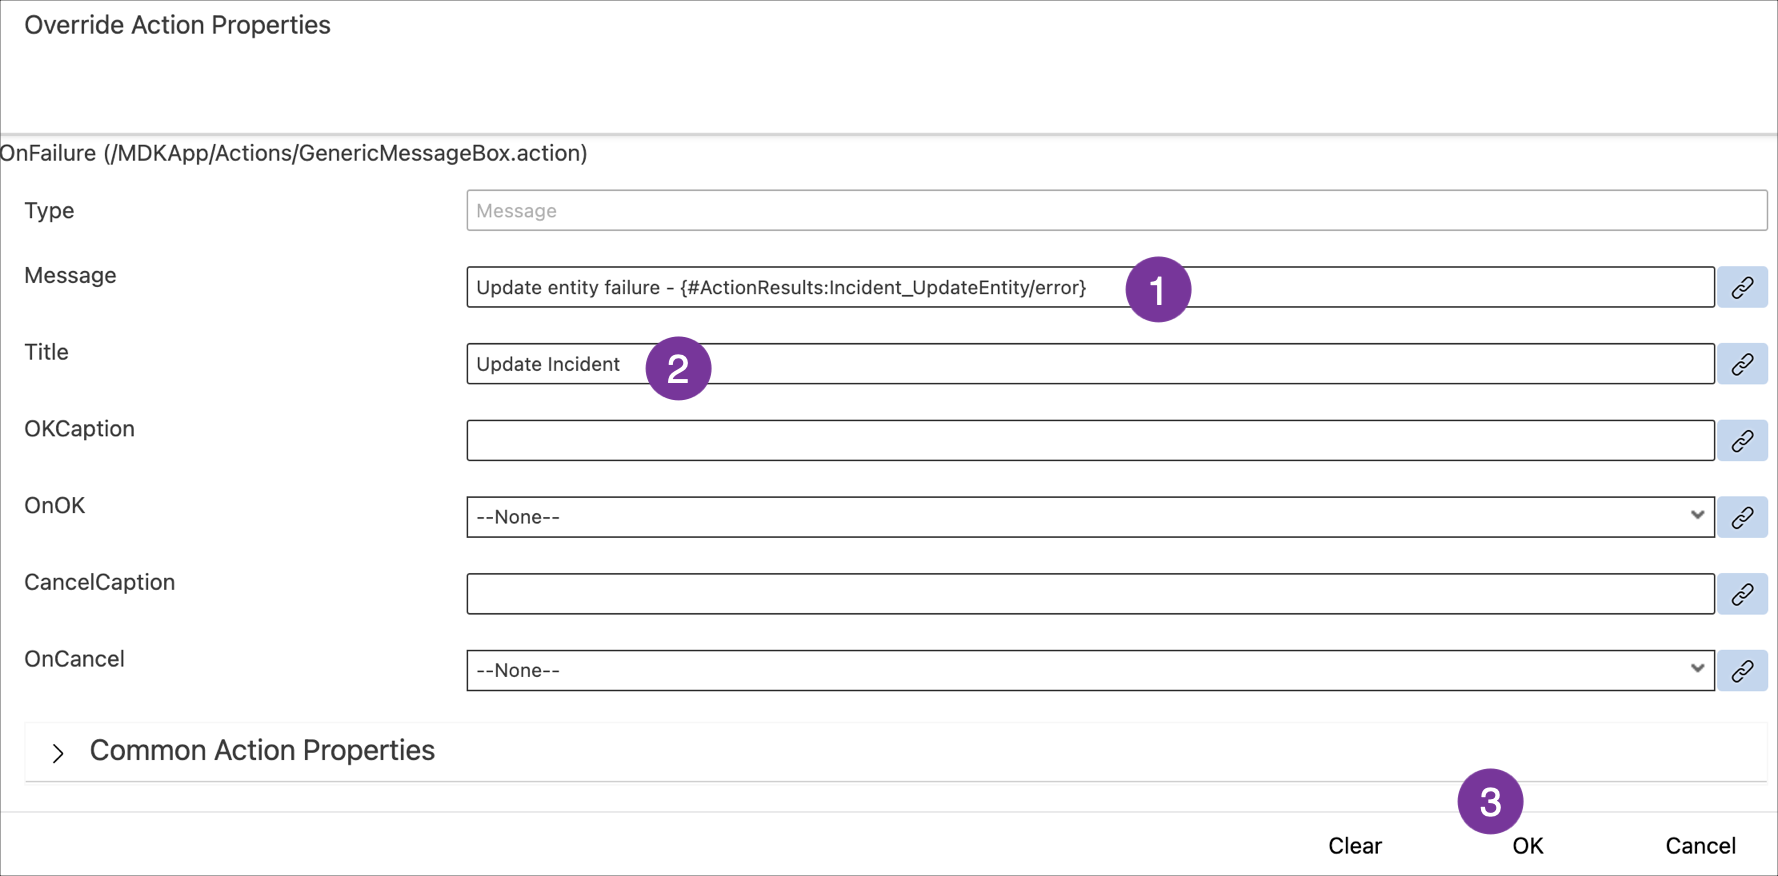 Override Action Properties
OnFailure (/MDKApp/Actions/GenericMessageBox.action)
Type
Message
Message
Update entity failure - {#ActionResults:Incident_UpdateEntity/error}
1
Title
Update Incident
2
OKCaption
OnOK
--None--
CancelCaption
OnCancel
--None--
Common Action Properties
3
Clear
OK
Cancel